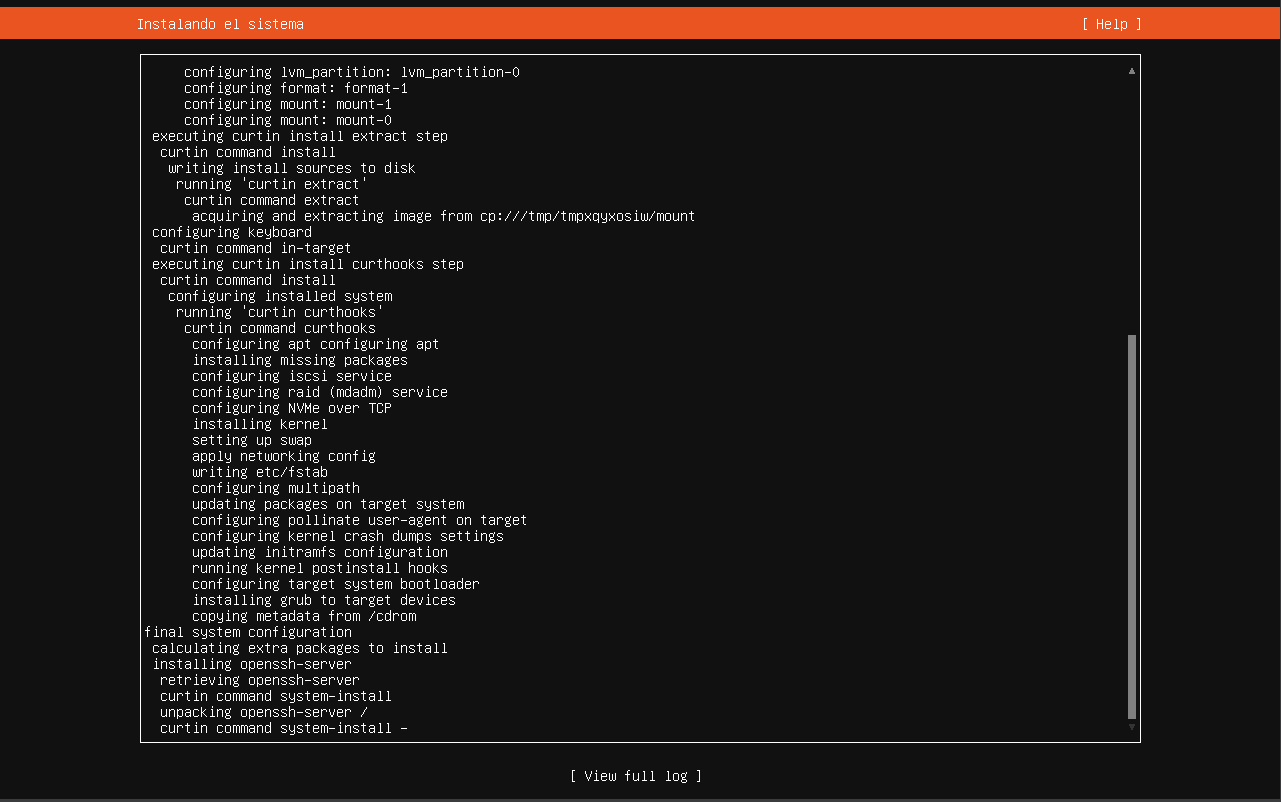 Instalando el sistema [ Help ]
configuring lvm_partition: lvm_partition-0
configuring format: format-1
configuring mount: mount-1
configuring mount: mount-0
executing curtin install extract step
curtin command install
writing install sources to disk
running 'curtin extract'
curtin command extract
acquiring and extracting image from cp:///tmp/tmpxqyxosiw/mount
configuring keyboard
curtin command in-target
executing curtin install curthooks step
curtin command install
configuring installed system
running 'curtin curthooks'
curtin command curthooks
configuring apt configuring apt
installing missing packages
configuring iscsi service
configuring raid (mdadm) service
configuring NVMe over TCP
installing kernel
setting up swap
apply networking config
writing etc/fstab
configuring multipath
updating packages on target system
configuring pollinate user-agent on target
configuring kernel crash dumps settings
updating initramfs configuration
running kernel postinstall hooks
configuring target system bootloader
installing grub to target devices
copying metadata from /cdrom
final system configuration
calculating extra packages to install
installing openssh-server
retrieving openssh-server
curtin command system-install
unpacking openssh-server /
curtin command system-install -
[ View full log ]